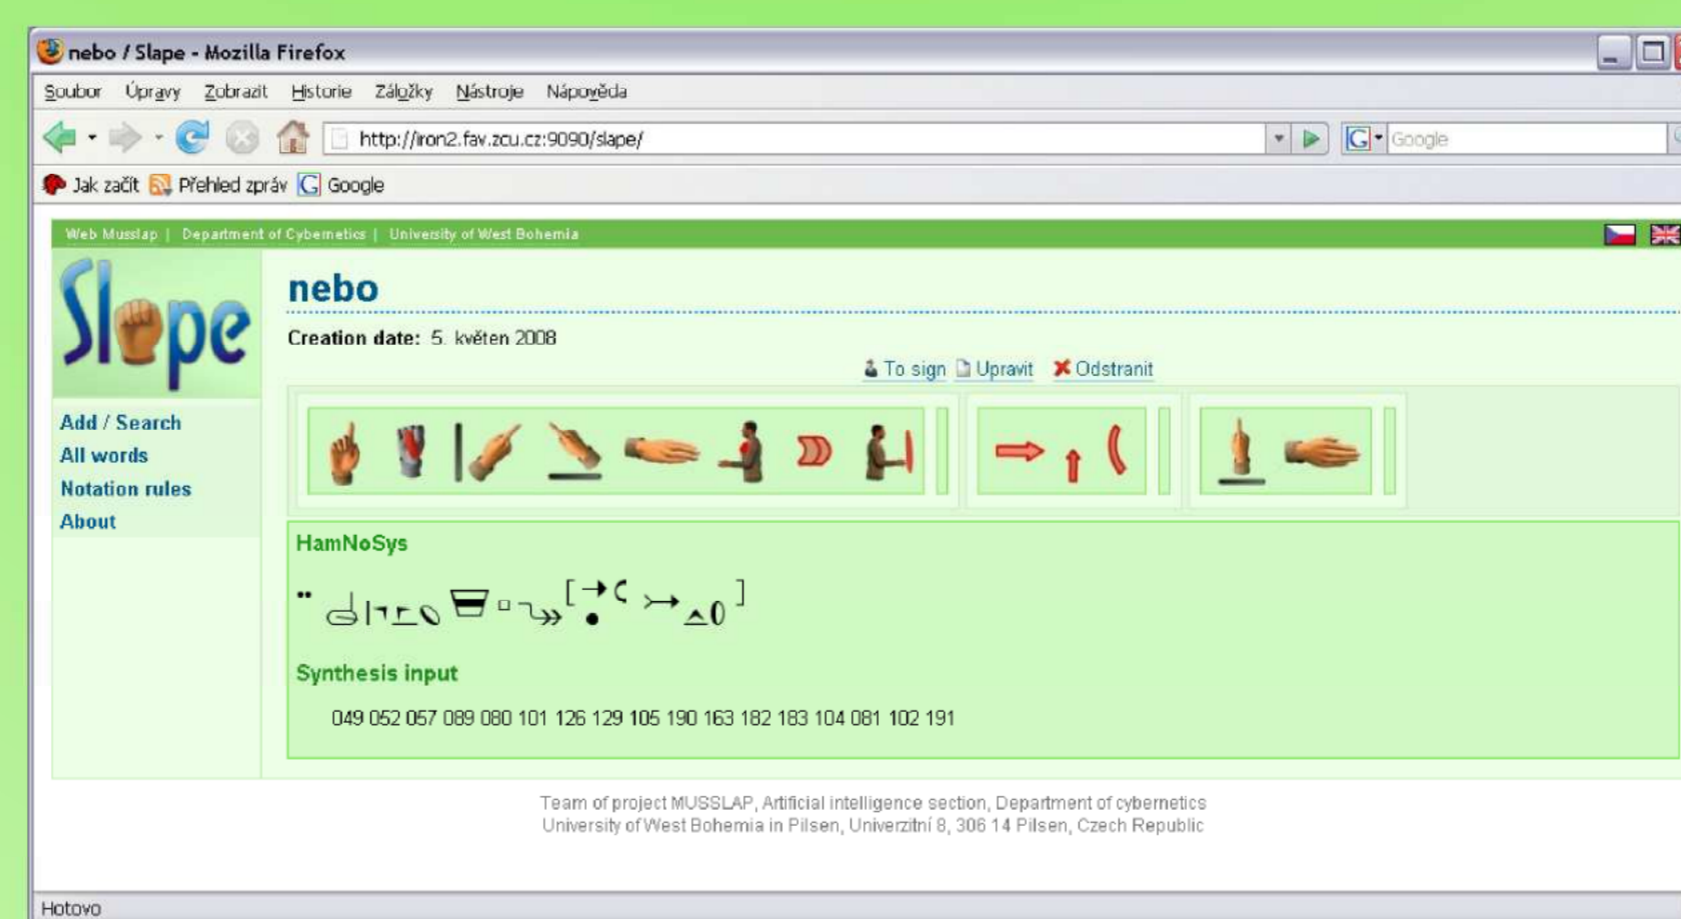 nebo / Slape - Mozilla Firefox
Soubor Úpravy Zobrazit Historie Záložky Nástroje Nápověda
http://iron2.fav.zcu.cz:9090/slape/ G Google
Jak začít Přehled zpráv G Google
Web Musslap | Department of Cybernetics | University of West Bohemia
Slape
nebo
Creation date: 5. květen 2008
To sign Upravit Odstranit
Add / Search
All words
Notation rules
About
HamNoSys
Synthesis input
049 052 057 089 080 101 126 129 105 190 163 182 183 104 081 102 191
Team of project MUSSLAP, Artificial intelligence section, Department of cybernetics
University of West Bohemia in Pilsen, Univerzitní 8, 306 14 Pilsen, Czech Republic
Hotovo